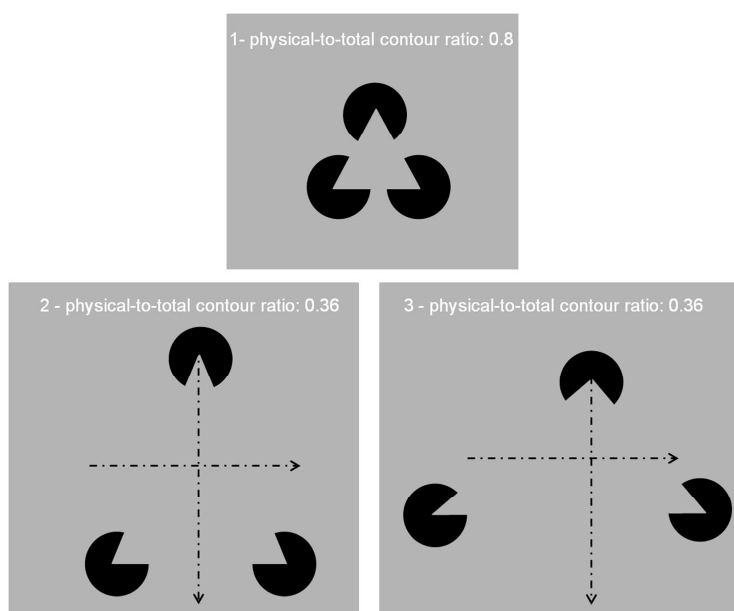 1- physical-to-total contour ratio: 0.8
2 - physical-to-total contour ratio: 0.36
3 - physical-to-total contour ratio: 0.36